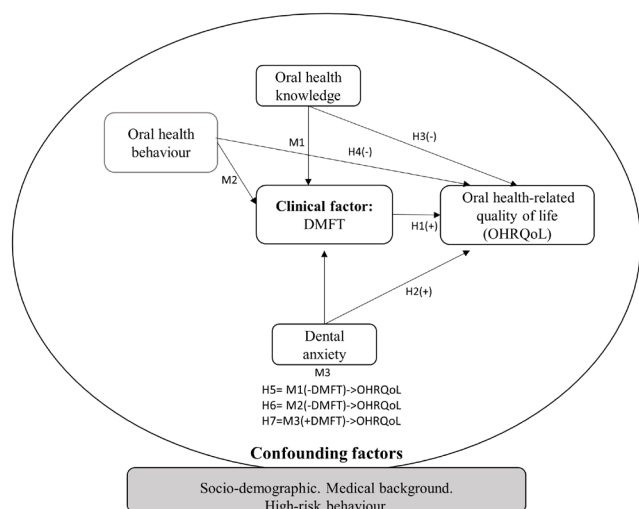 Oral health
knowledge
Oral health
behaviour
M1
H3(-)
H4(-)
M2
Clinical factor:
DMFT
H1(+)
Oral health-related
quality of life
(OHRQoL)
H2(+)
Dental
anxiety
M3
H5= M1(-DMFT)->OHRQoL
H6= M2(-DMFT)->OHRQoL
H7=M3(+DMFT)->OHRQoL
Confounding factors
Socio-demographic. Medical background.
High-risk behaviour